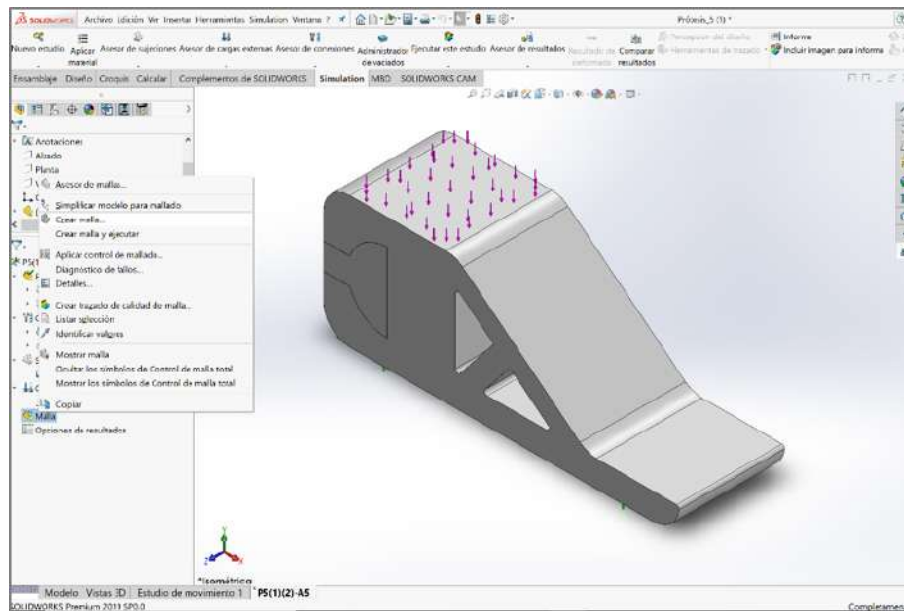 SOLIDWORKS Archivo Edición Ver Insertar Herramientas Simulation Ventana ? Prótesis_5 (3) *
Nuevo estudio Aplicar material Asesor de sujeciones Asesor de cargas externas Asesor de conexiones Administrador de vaciados Ejecutar este estudio Asesor de resultados Comparar resultados
Informe
Incluir imagen para informe
Ensamblaje Diseño Croquis Calcular Complementos de SOLIDWORKS Simulation MBD SOLIDWORKS CAM
Anotaciones
Alzado
Planta
Asesor de mallas...
Simplificar modelo para mallado
Crear malla...
Crear malla y ejecutar
Aplicar control de mallado...
Diagnóstico de fallos...
Detalles...
Crear trazado de calidad de malla...
Listar selección
Identificar valores
Mostrar malla
Ocultar los símbolos de Control de malla total
Mostrar los símbolos de Control de malla total
Copiar
Malla
Opciones de resultados
*Isométrica
Modelo Vistas 3D Estudio de movimiento 1 P5(1)(2)-A5
SOLIDWORKS Premium 2019 SP0.0 Completamen